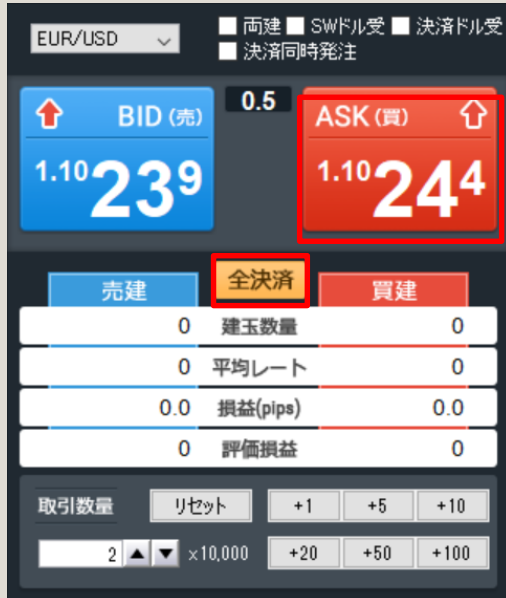 EUR/USD
両建 SWドル受 決済ドル受
決済同時発注
BID (売) 0.5 ASK (買)
1.10239 1.10244
売建 全決済 買建
0 建玉数量 0
0 平均レート 0
0.0 損益(pips) 0.0
0 評価損益 0
取引数量 リセット +1 +5 +10
2 ×10,000 +20 +50 +100